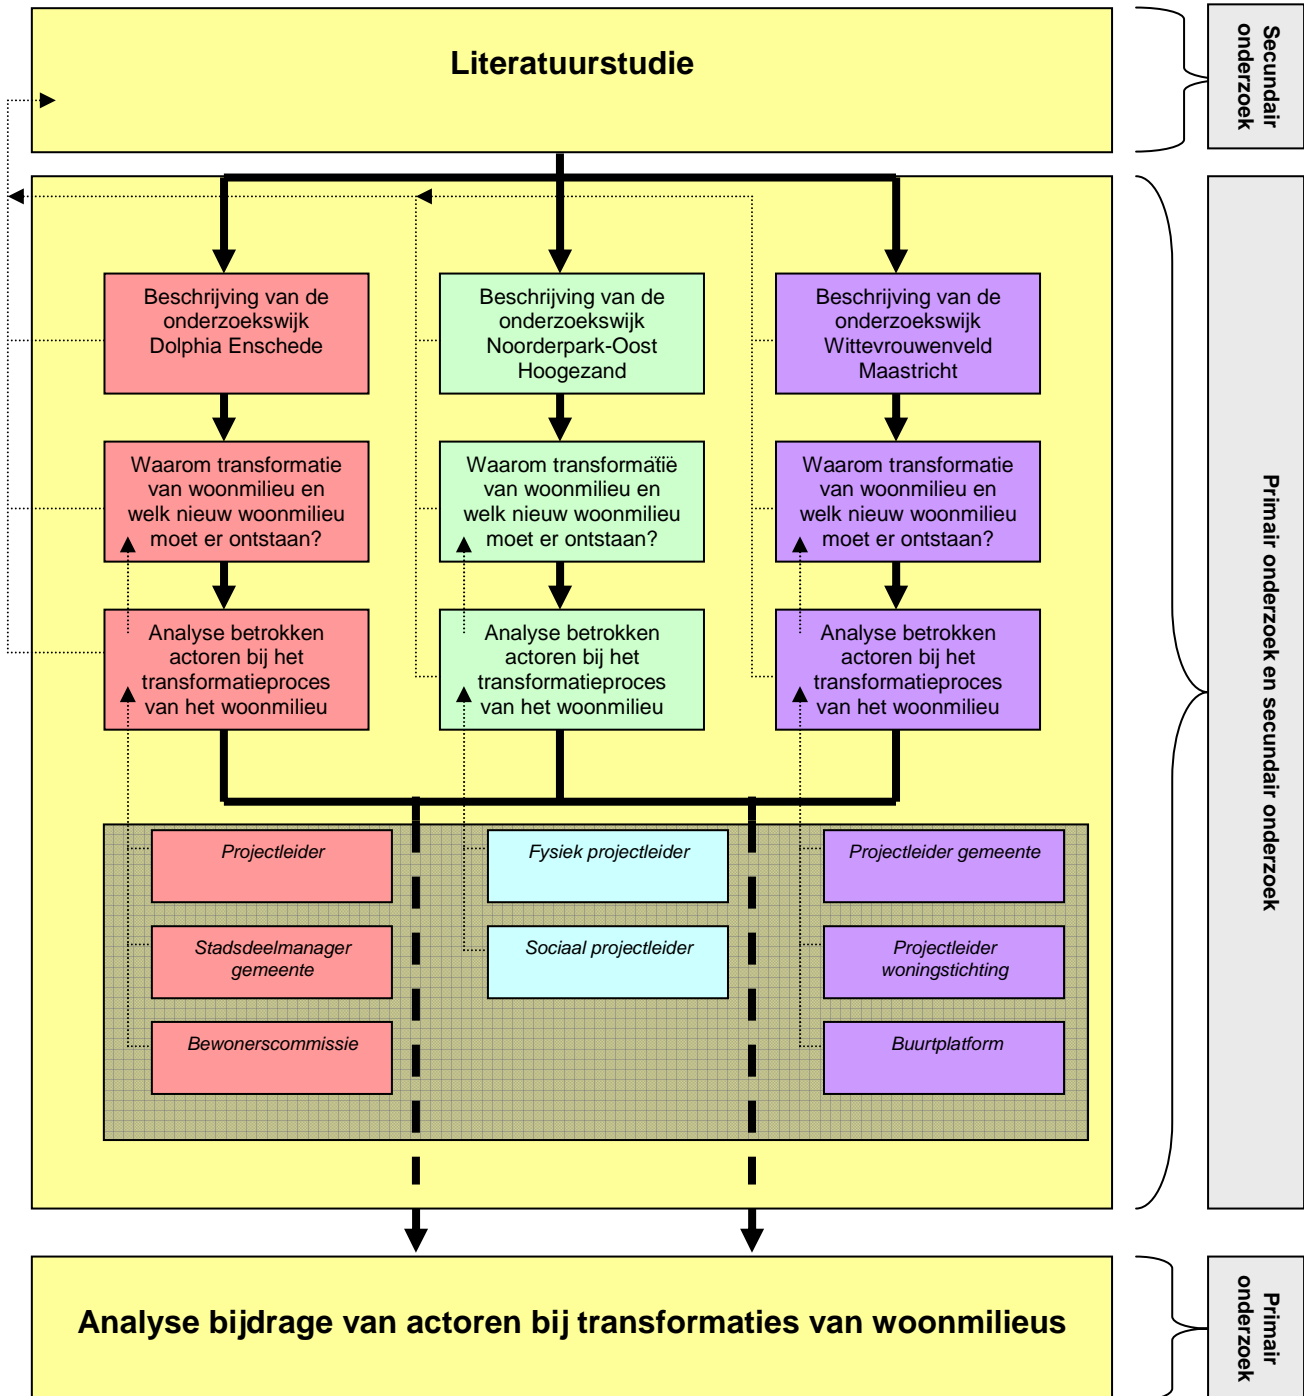 Literatuurstudie
Secundair
onderzoek
Beschrijving van de
onderzoekswijk
Dolphia Enschede
Beschrijving van de
onderzoekswijk
Noorderpark-Oost
Hoogezand
Beschrijving van de
onderzoekswijk
Wittevrouwenveld
Maastricht
Waarom transformatie
van woonmilieu en
welk nieuw woonmilieu
moet er ontstaan?
Waarom transformatie
van woonmilieu en
welk nieuw woonmilieu
moet er ontstaan?
Waarom transformatie
van woonmilieu en
welk nieuw woonmilieu
moet er ontstaan?
Analyse betrokken
actoren bij het
transformatieproces
van het woonmilieu
Analyse betrokken
actoren bij het
transformatieproces
van het woonmilieu
Analyse betrokken
actoren bij het
transformatieproces
van het woonmilieu
Primair onderzoek en secundair onderzoek
Projectleider
Fysiek projectleider
Projectleider gemeente
Stadsdeelmanager
gemeente
Sociaal projectleider
Projectleider
woningstichting
Bewonerscommissie
Buurtplatform
Analyse bijdrage van actoren bij transformaties van woonmilieus
Primair
onderzoek